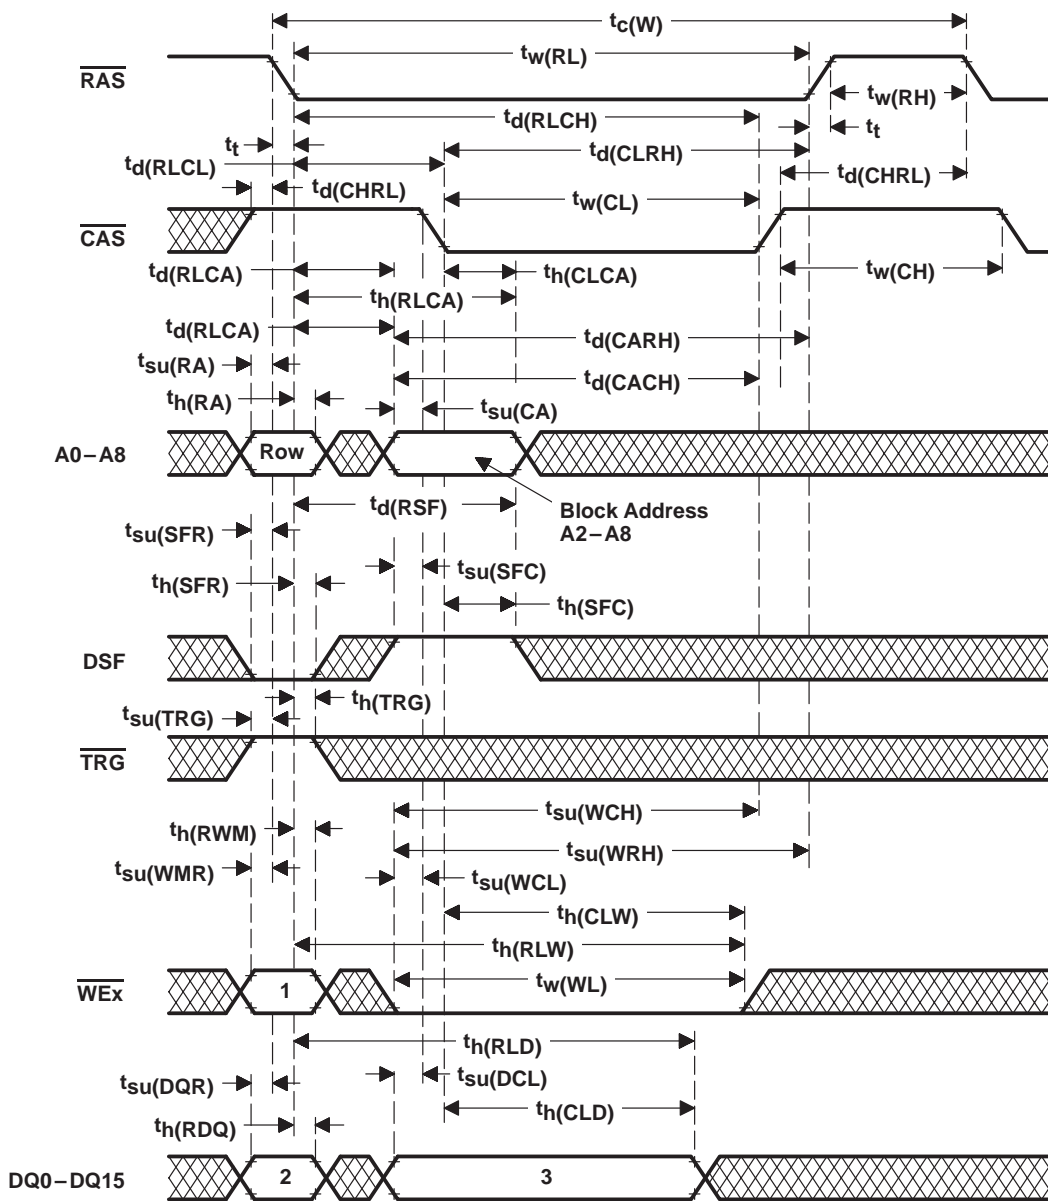 tc(W)
tw(RL)
RAS
tw(RH)
td(RLCH)
tt
tt
td(CLRH)
td(RLCL)
td(CHRL)
td(CHRL)
tw(CL)
CAS
td(RLCA)
th(CLCA)
tw(CH)
th(RLCA)
td(RLCA)
td(CARH)
tsu(RA)
td(CACH)
th(RA)
tsu(CA)
A0–A8
Row
td(RSF)
Block Address
A2–A8
tsu(SFR)
tsu(SFC)
th(SFR)
th(SFC)
DSF
th(TRG)
tsu(TRG)
TRG
tsu(WCH)
th(RWM)
tsu(WRH)
tsu(WMR)
tsu(WCL)
th(CLW)
th(RLW)
WEx
1
tw(WL)
th(RLD)
tsu(DQR)
tsu(DCL)
th(CLD)
th(RDQ)
DQ0–DQ15
2
3